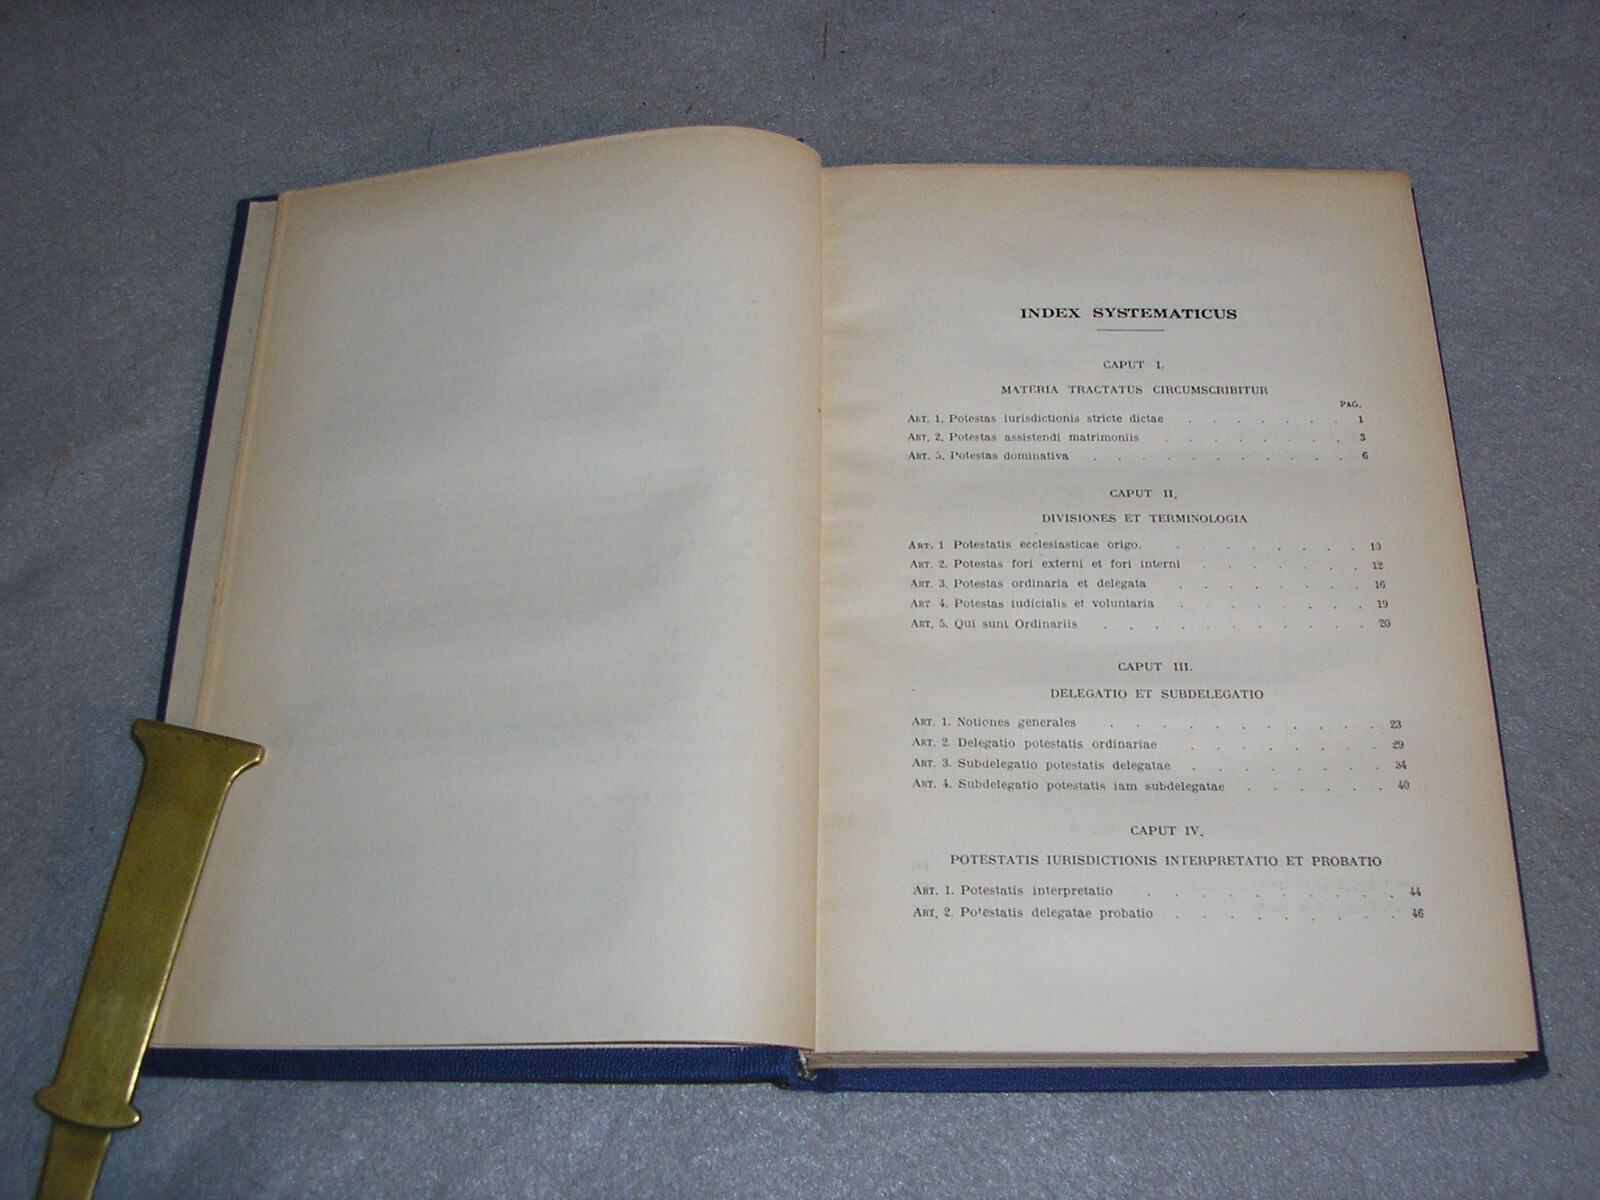 INDEX SYSTEMATICUS
CAPUT I.
MATERIA TRACTATUS CIRCUMSCRIBITUR
PAG.
ART. 1. Potestas iurisdictionis stricte dictae . . . . . . . 1
ART. 2. Potestas assistendi matrimoniis . . . . . . . . 3
ART. 3. Potestas dominativa . . . . . . . . . . . 6
CAPUT II.
DIVISIONES ET TERMINOLOGIA
ART. 1 Potestatis ecclesiasticae origo. . . . . . . . 10
ART. 2. Potestas fori externi et fori interni . . . . . . . 12
ART. 3. Potestas ordinaria et delegata . . . . . . . . 16
ART 4. Potestas iudicialis et voluntaria . . . . . . . . 19
ART. 5. Qui sunt Ordinariis . . . . . . . . . . . 20
CAPUT III.
DELEGATIO ET SUBDELEGATIO
ART. 1. Notiones generales . . . . . . . . . . 23
ART. 2. Delegatio potestatis ordinariae . . . . . . . . 29
ART. 3. Subdelegatio potestatis delegatae . . . . . . . . 34
ART. 4. Subdelegatio potestatis iam subdelegatae . . . . . . 40
CAPUT IV.
POTESTATIS IURISDICTIONIS INTERPRETATIO ET PROBATIO
ART. 1. Potestatis interpretatio . . . . . . . . . 44
ART. 2. Potestatis delegatae probatio . . . . . . . . 46